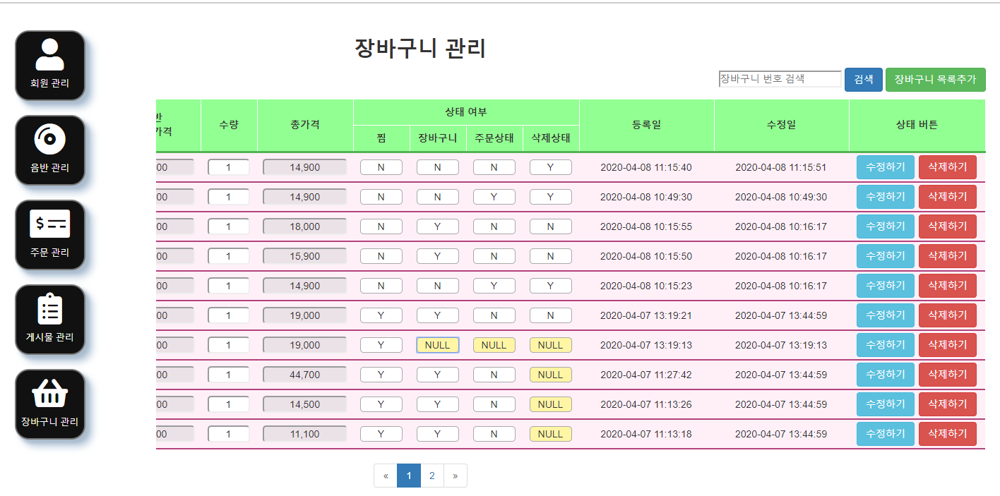 장바구니 관리
장바구니 번호 검색 검색 장바구니 목록추가
회원 관리
음반 관리
주문 관리
게시물 관리
장바구니 관리
반 가격 수량 총가격 상태 여부 등록일 수정일 상태 버튼
찜 장바구니 주문상태 삭제상태
00 1 14,900 N N N Y 2020-04-08 11:15:40 2020-04-08 11:15:51 수정하기 삭제하기
00 1 14,900 N N Y Y 2020-04-08 10:49:30 2020-04-08 10:49:30 수정하기 삭제하기
00 1 18,000 N Y N N 2020-04-08 10:15:55 2020-04-08 10:16:17 수정하기 삭제하기
00 1 15,900 N Y N N 2020-04-08 10:15:50 2020-04-08 10:16:17 수정하기 삭제하기
00 1 14,900 N N Y Y 2020-04-08 10:15:23 2020-04-08 10:16:17 수정하기 삭제하기
00 1 19,000 Y Y N N 2020-04-07 13:19:21 2020-04-07 13:44:59 수정하기 삭제하기
00 1 19,000 Y NULL NULL NULL 2020-04-07 13:19:13 2020-04-07 13:19:13 수정하기 삭제하기
00 1 44,700 Y Y N NULL 2020-04-07 11:27:42 2020-04-07 13:44:59 수정하기 삭제하기
00 1 14,500 Y Y N NULL 2020-04-07 11:13:26 2020-04-07 13:44:59 수정하기 삭제하기
00 1 11,100 Y Y N NULL 2020-04-07 11:13:18 2020-04-07 13:44:59 수정하기 삭제하기
« 1 2 »